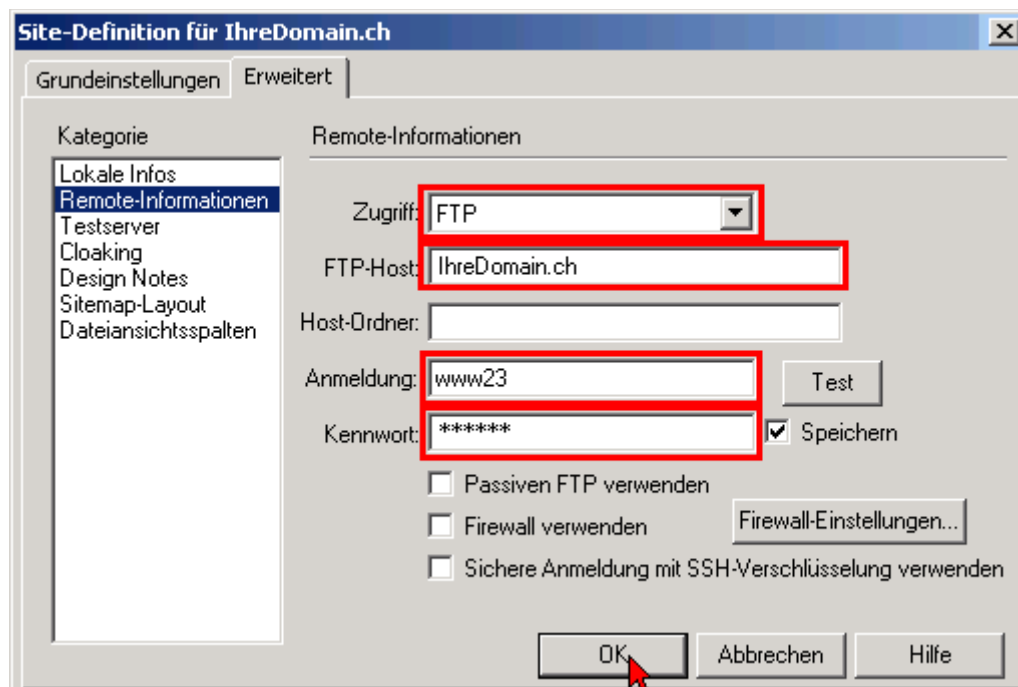 Site-Definition für IhreDomain.ch
Grundeinstellungen Erweitert
Kategorie
Lokale Infos
Remote-Informationen
Testserver
Cloaking
Design Notes
Sitemap-Layout
Dateiansichtsspalten
Remote-Informationen
Zugriff: FTP
FTP-Host: IhreDomain.ch
Host-Ordner:
Anmeldung: www23 Test
Kennwort: ****** Speichern
Passiven FTP verwenden
Firewall verwenden Firewall-Einstellungen...
Sichere Anmeldung mit SSH-Verschlüsselung verwenden
OK Abbrechen Hilfe